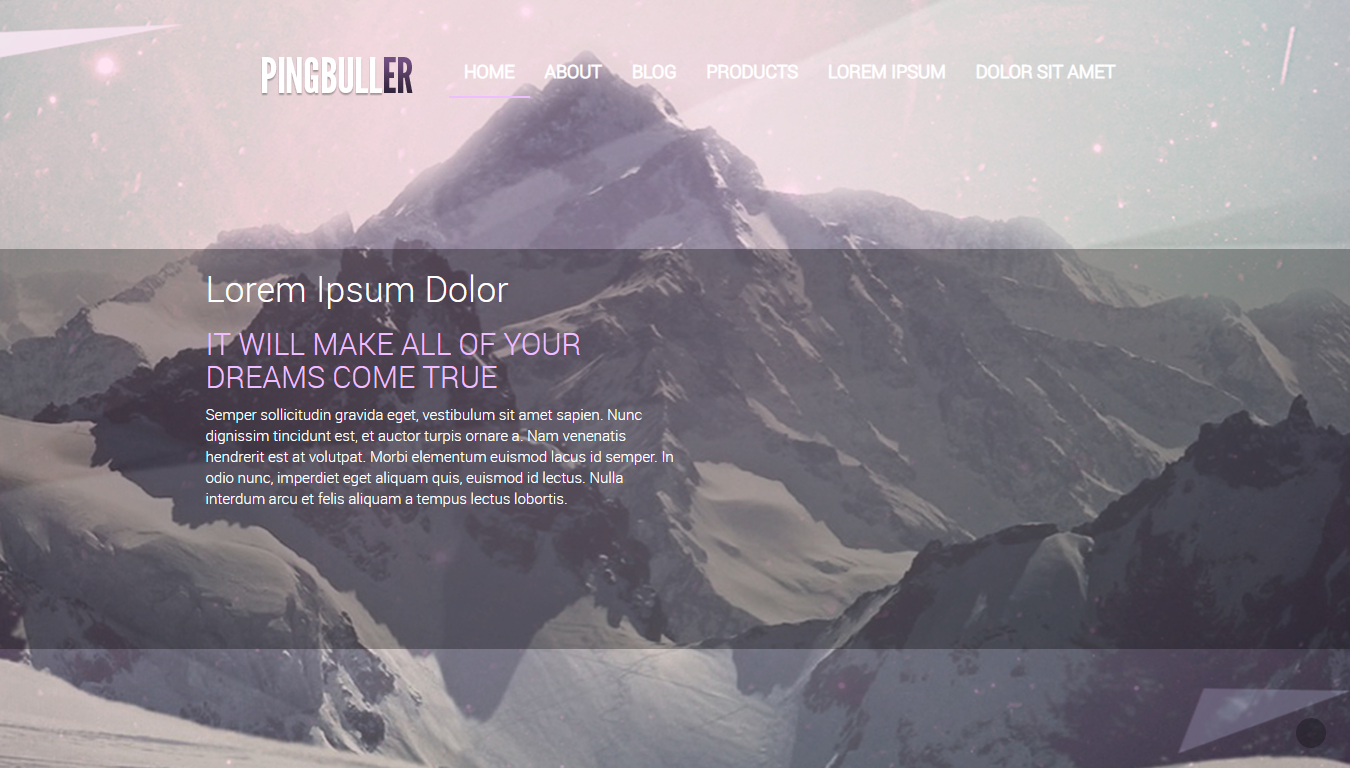 PINGBULLER
HOME ABOUT BLOG PRODUCTS LOREM IPSUM DOLOR SIT AMET
Lorem Ipsum Dolor
IT WILL MAKE ALL OF YOUR
DREAMS COME TRUE
Semper sollicitudin gravida eget, vestibulum sit amet sapien. Nunc
dignissim tincidunt est, et auctor turpis ornare a. Nam venenatis
hendrerit est at volutpat. Morbi elementum euismod lacus id semper. In
odio nunc, imperdiet eget aliquam quis, euismod id lectus. Nulla
interdum arcu et felis aliquam a tempus lectus lobortis.